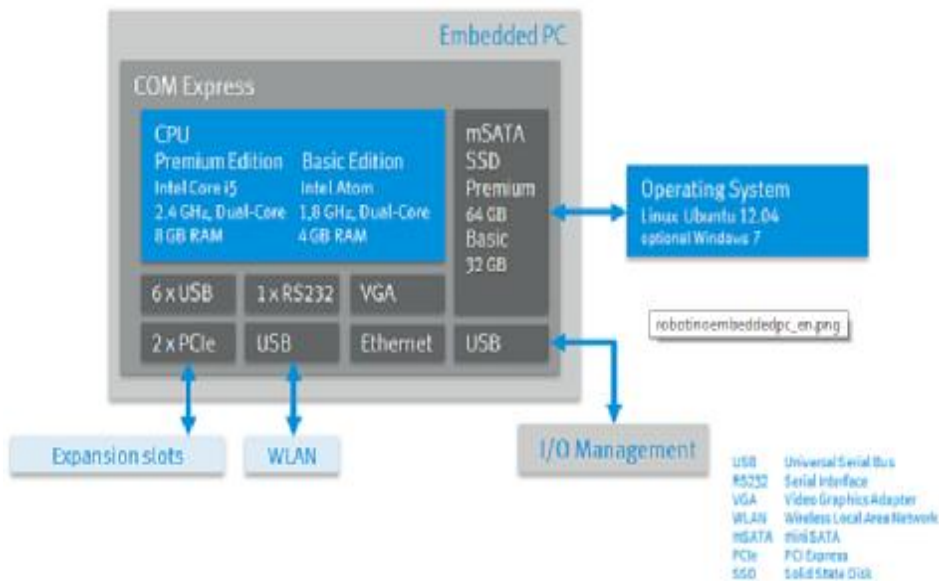 Embedded PC
COM Express
CPU
Premium Edition Basic Edition
Intel Core i5 Intel Atom
2.4 GHz, Dual-Core 1,8 GHz, Dual-Core
8 GB RAM 4 GB RAM
mSATA
SSD
Premium
64 GB
Basic
32 GB
Operating System
Linux Ubuntu 12.04
optional Windows 7
6 x USB 1 x RS232 VGA
robotinoembeddedpc_en.png
2 x PCIe USB Ethernet USB
Expansion slots WLAN I/O Management
USB Universal Serial Bus
RS232 Serial Interface
VGA Video Graphics Adapter
WLAN Wireless Local Area Network
mSATA mini SATA
PCIe PCI Express
SSD Solid State Disk